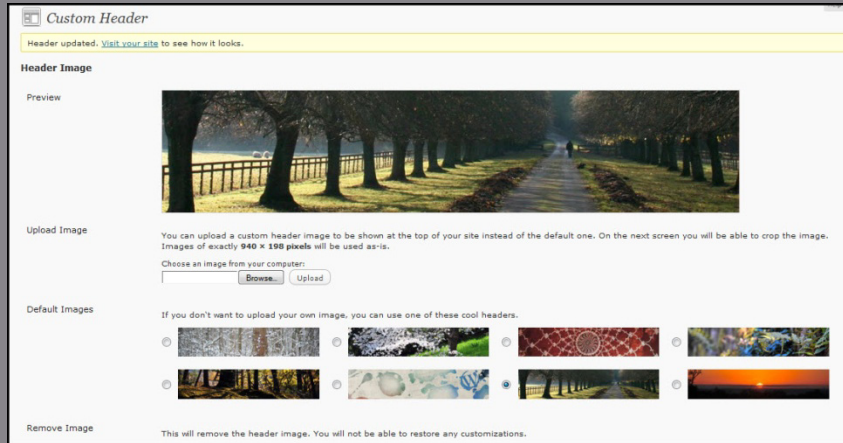 Custom Header
Header updated. Visit your site to see how it looks.
Header Image
Preview
Upload Image
You can upload a custom header image to be shown at the top of your site instead of the default one. On the next screen you will be able to crop the image.
Images of exactly 940 × 198 pixels will be used as-is.
Choose an image from your computer:
Browse... Upload
Default Images
If you don't want to upload your own image, you can use one of these cool headers.
Remove Image
This will remove the header image. You will not be able to restore any customizations.